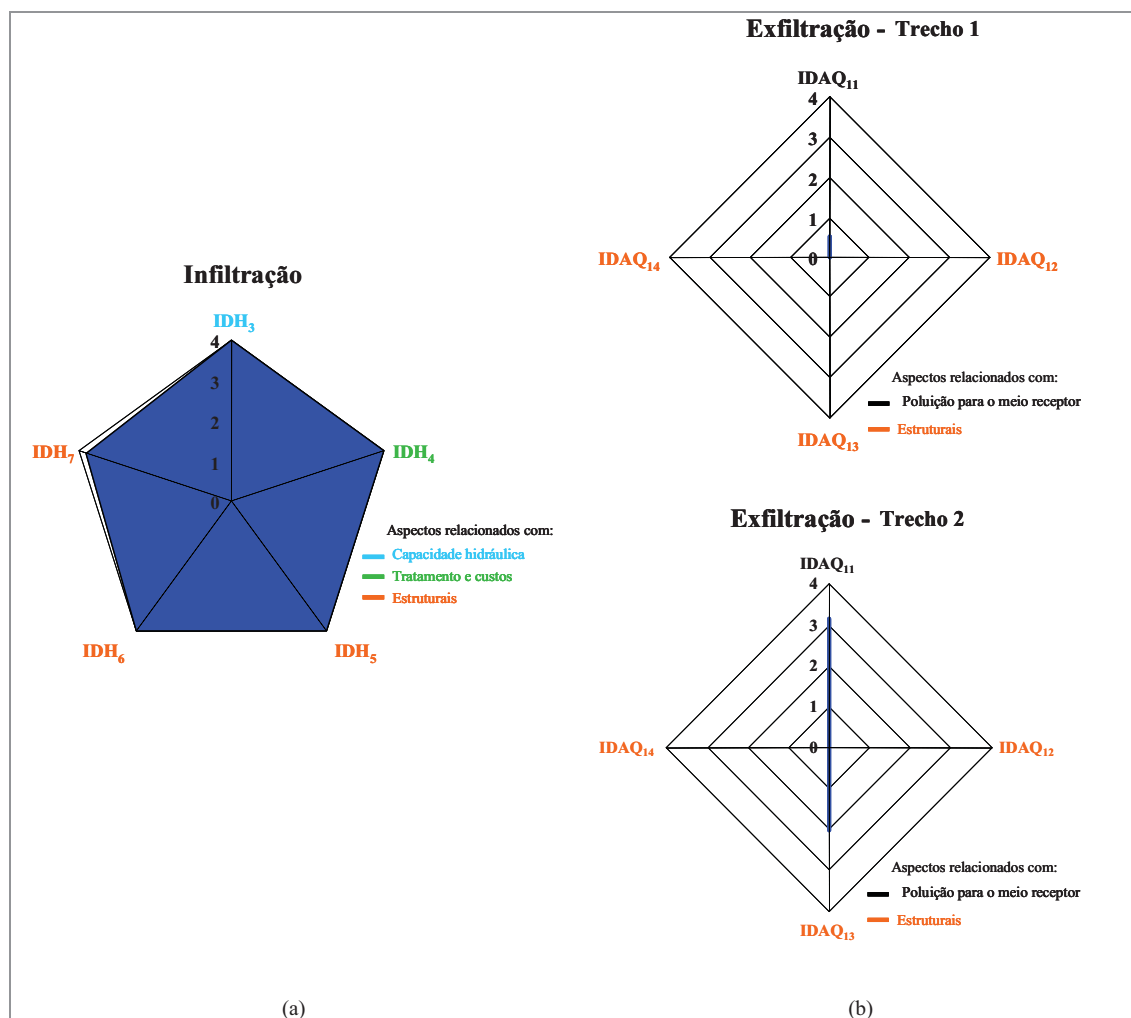 Infiltração
IDH₃
4
3
2
1
0
IDH₇
IDH₄
IDH₆
IDH₅
Aspectos relacionados com:
Capacidade hidráulica
Tratamento e custos
Estruturais
(a)
Exfiltração - Trecho 1
IDAQ₁₁
4
3
2
1
0
IDAQ₁₄
IDAQ₁₂
IDAQ₁₃
Aspectos relacionados com:
Poluição para o meio receptor
Estruturais
Exfiltração - Trecho 2
IDAQ₁₁
4
3
2
1
0
IDAQ₁₄
IDAQ₁₂
IDAQ₁₃
Aspectos relacionados com:
Poluição para o meio receptor
Estruturais
(b)